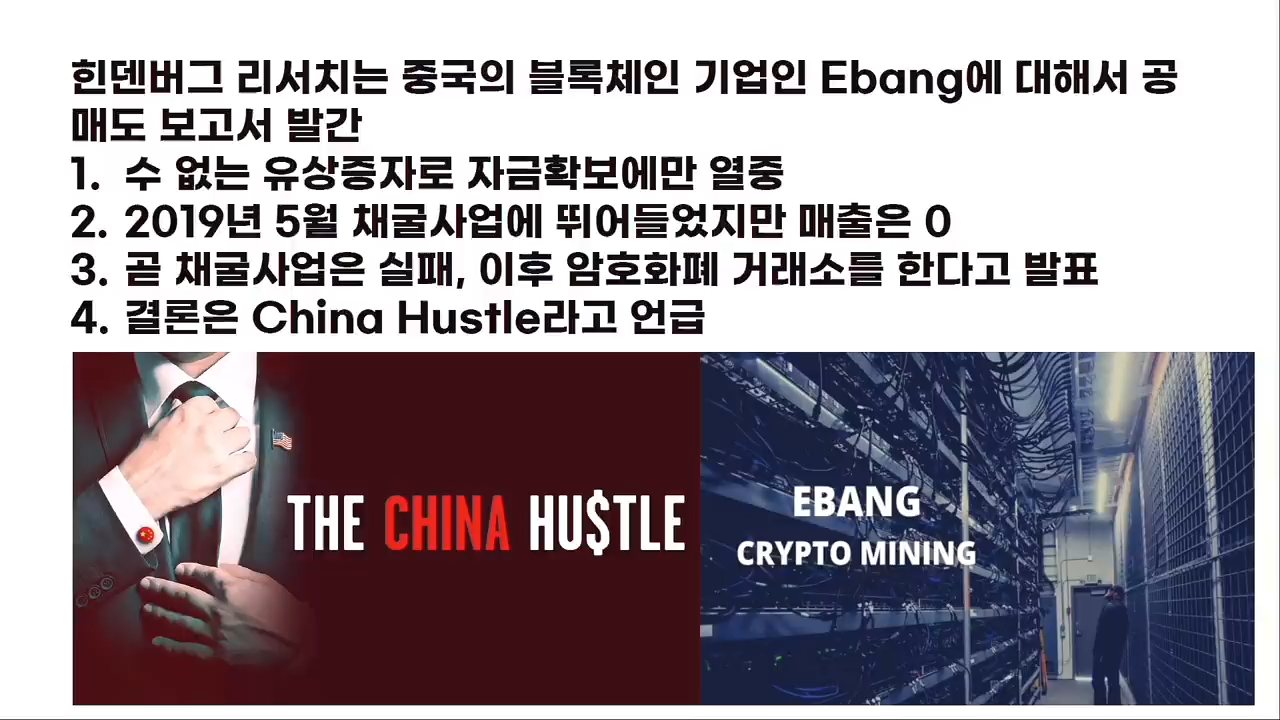 힌덴버그 리서치는 중국의 블록체인 기업인 Ebang에 대해서 공
매도 보고서 발간
1. 수 없는 유상증자로 자금확보에만 열중
2. 2019년 5월 채굴사업에 뛰어들었지만 매출은 0
3. 곧 채굴사업은 실패, 이후 암호화폐 거래소를 한다고 발표
4. 결론은 China Hustle라고 언급
THE CHINA HU$TLE
EBANG
CRYPTO MINING